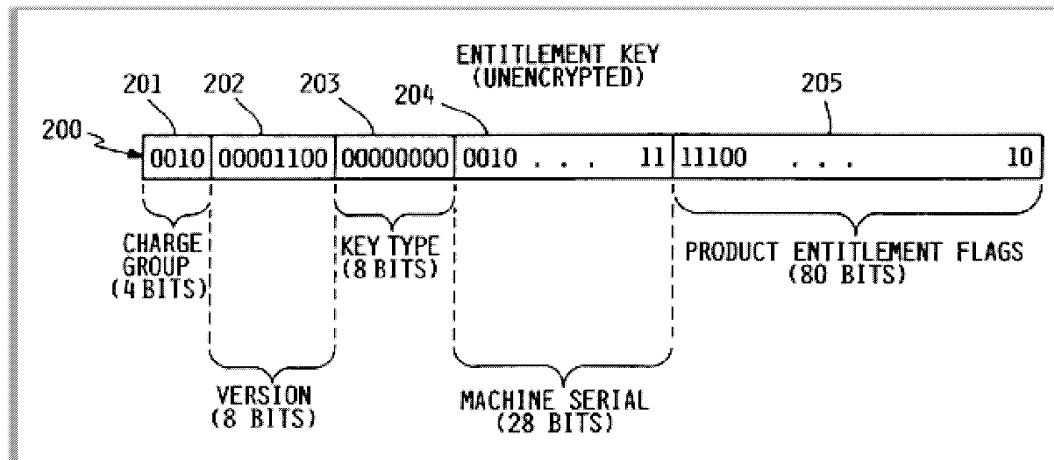 ENTITLEMENT KEY
(UNENCRYPTED)
201 202 203 204 205
200
0010 00001100 00000000 0010 . . . 11 11100 . . . 10
CHARGE
GROUP
(4 BITS)
KEY TYPE
(8 BITS)
PRODUCT ENTITLEMENT FLAGS
(80 BITS)
VERSION
(8 BITS)
MACHINE SERIAL
(28 BITS)